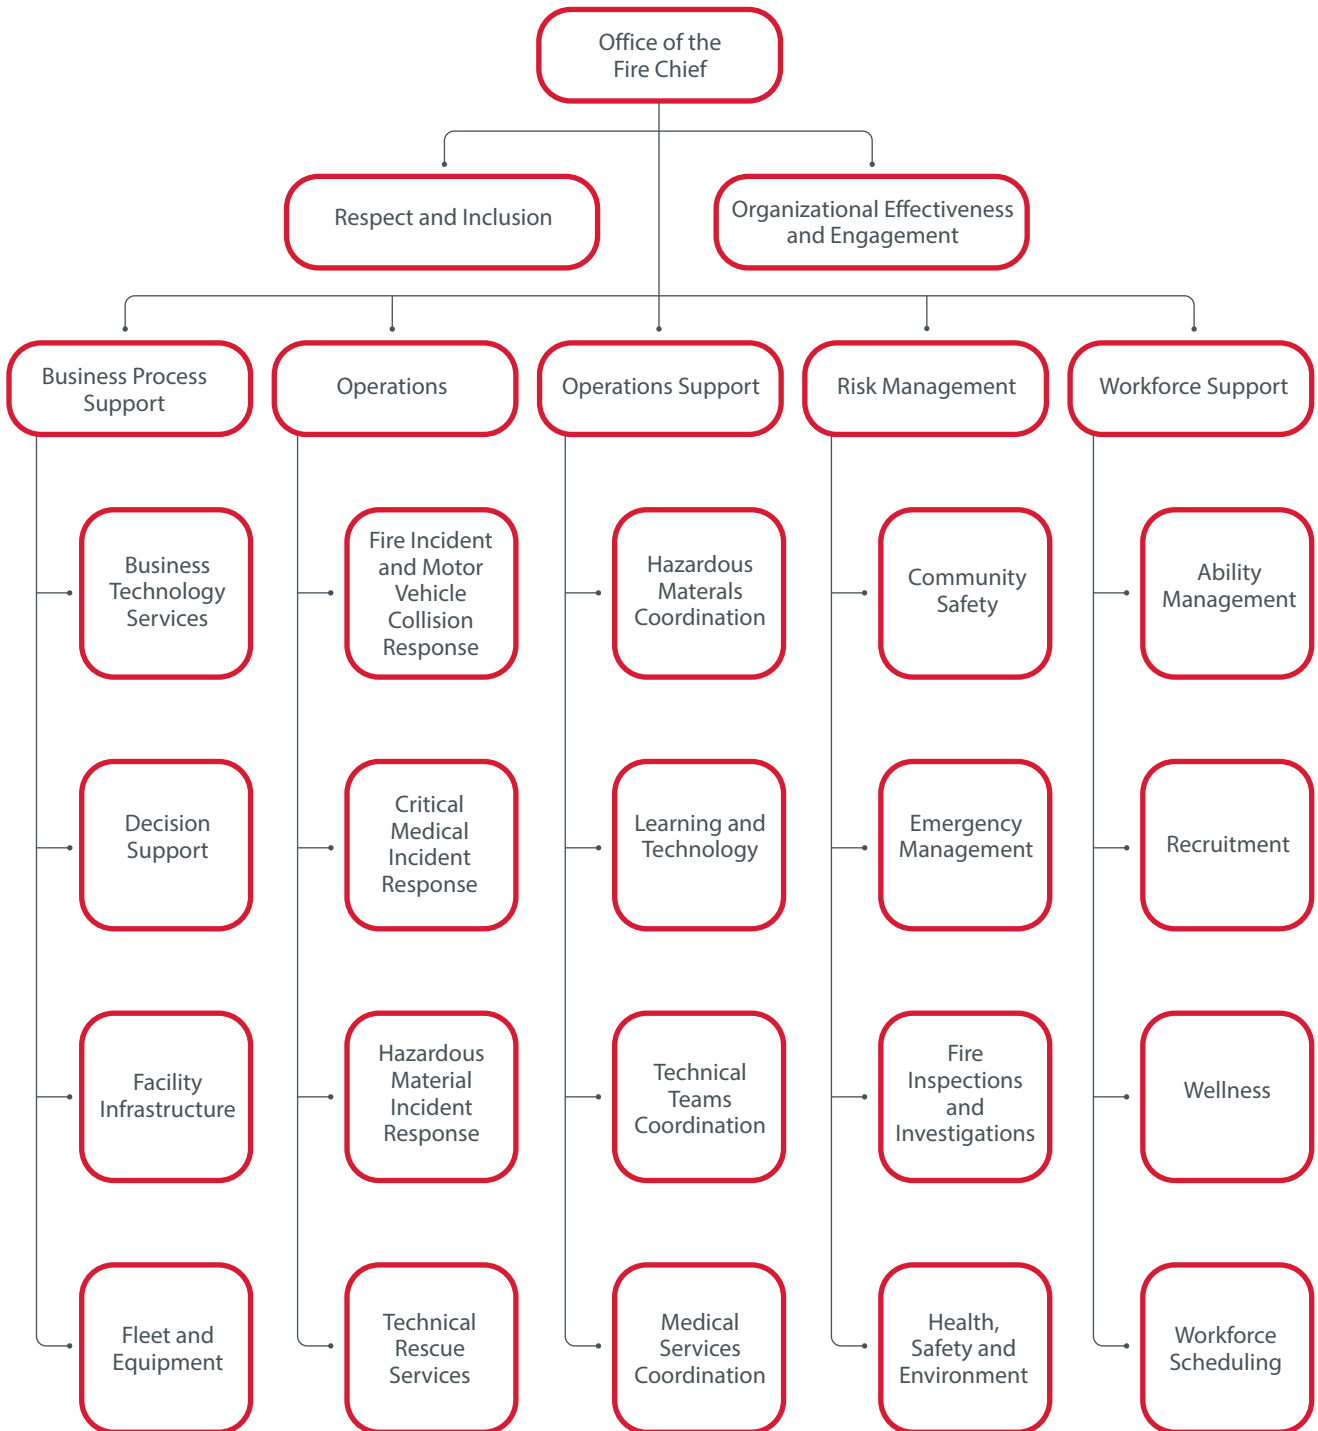 Office of the
Fire Chief
Respect and Inclusion
Organizational Effectiveness
and Engagement
Business Process
Support
Operations
Operations Support
Risk Management
Workforce Support
Business
Technology
Services
Fire Incident
and Motor
Vehicle
Collision
Response
Hazardous
Materals
Coordination
Community
Safety
Ability
Management
Decision
Support
Critical
Medical
Incident
Response
Learning and
Technology
Emergency
Management
Recruitment
Facility
Infrastructure
Hazardous
Material
Incident
Response
Technical
Teams
Coordination
Fire
Inspections
and
Investigations
Wellness
Fleet and
Equipment
Technical
Rescue
Services
Medical
Services
Coordination
Health,
Safety and
Environment
Workforce
Scheduling